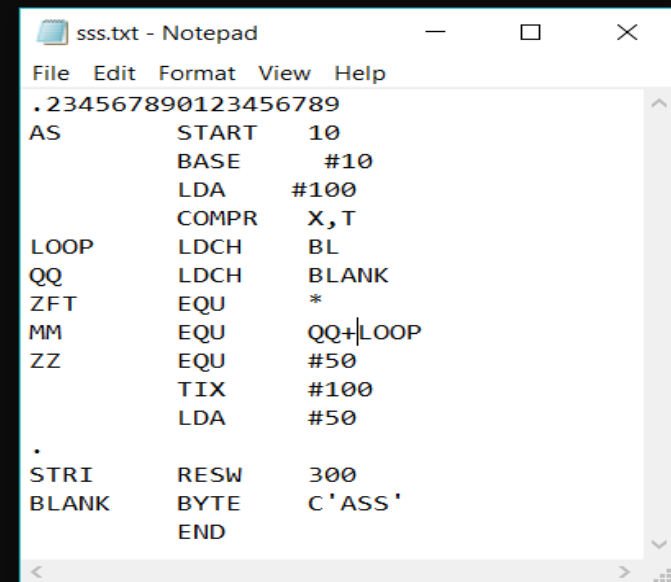 sss.txt - Notepad
File Edit Format View Help
.234567890123456789
AS START 10
BASE #10
LDA #100
COMPR X,T
LOOP LDCH BL
QQ LDCH BLANK
ZFT EQU *
MM EQU QQ+LOOP
ZZ EQU #50
TIX #100
LDA #50
.
STRI RESW 300
BLANK BYTE C'ASS'
END